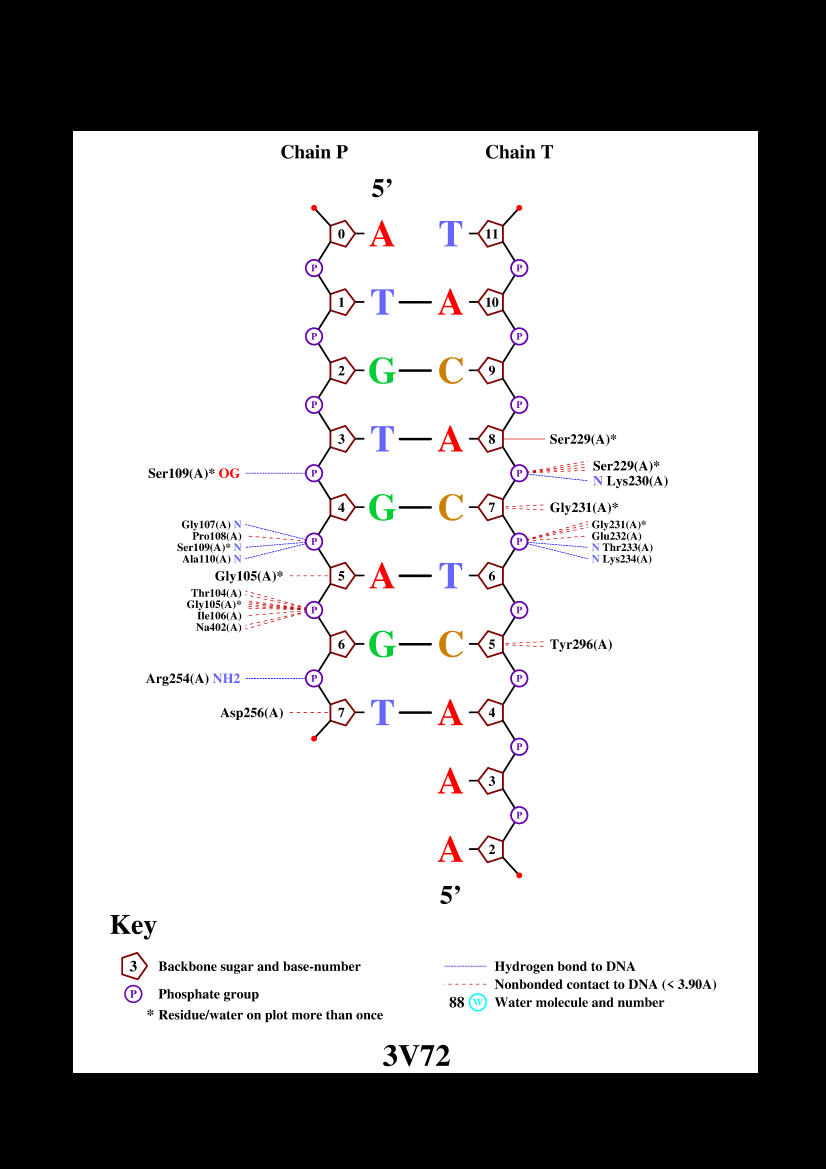 Chain P Chain T
5’
0 A T 11
P P
1 T A 10
P P
2 G C 9
P P
3 T A 8 Ser229(A)*
Ser109(A)* OG P P Ser229(A)*
N Lys230(A)
4 G C 7 Gly231(A)*
Gly107(A) N Gly231(A)*
Pro108(A) P P Glu232(A)
Ser109(A)* N N Thr233(A)
Ala110(A) N N Lys234(A)
Gly105(A)* 5 A T 6
Thr104(A)
Gly105(A)* P P
Ile106(A)
Na402(A)
6 G C 5 Tyr296(A)
Arg254(A) NH2 P P
Asp256(A) 7 T A 4
P
A 3
P
A 2
5’
Key
3 Backbone sugar and base-number
P Phosphate group
* Residue/water on plot more than once
Hydrogen bond to DNA
Nonbonded contact to DNA (< 3.90A)
88 W Water molecule and number
3V72